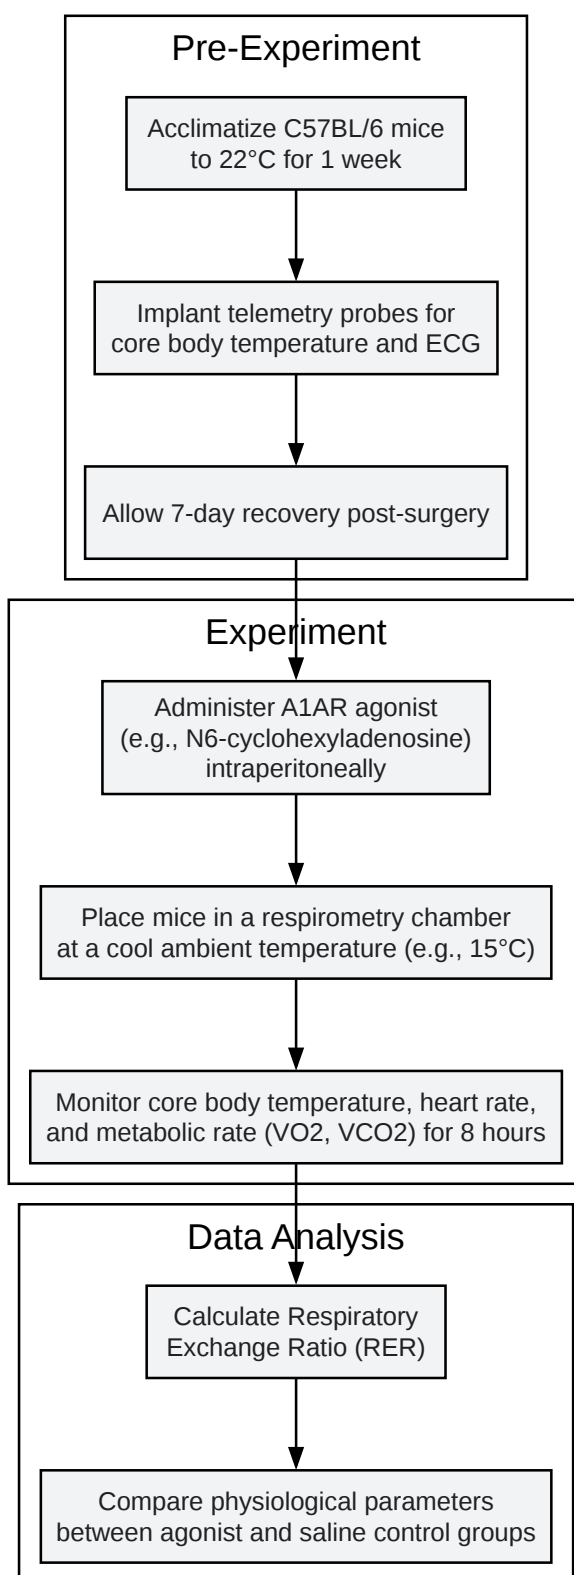 Pre-Experiment
Acclimatize C57BL/6 mice
to 22°C for 1 week
Implant telemetry probes for
core body temperature and ECG
Allow 7-day recovery post-surgery
Experiment
Administer A1AR agonist
(e.g., N6-cyclohexyladenosine)
intraperitoneally
Place mice in a respirometry chamber
at a cool ambient temperature (e.g., 15°C)
Monitor core body temperature, heart rate,
and metabolic rate (VO2, VCO2) for 8 hours
Data Analysis
Calculate Respiratory
Exchange Ratio (RER)
Compare physiological parameters
between agonist and saline control groups